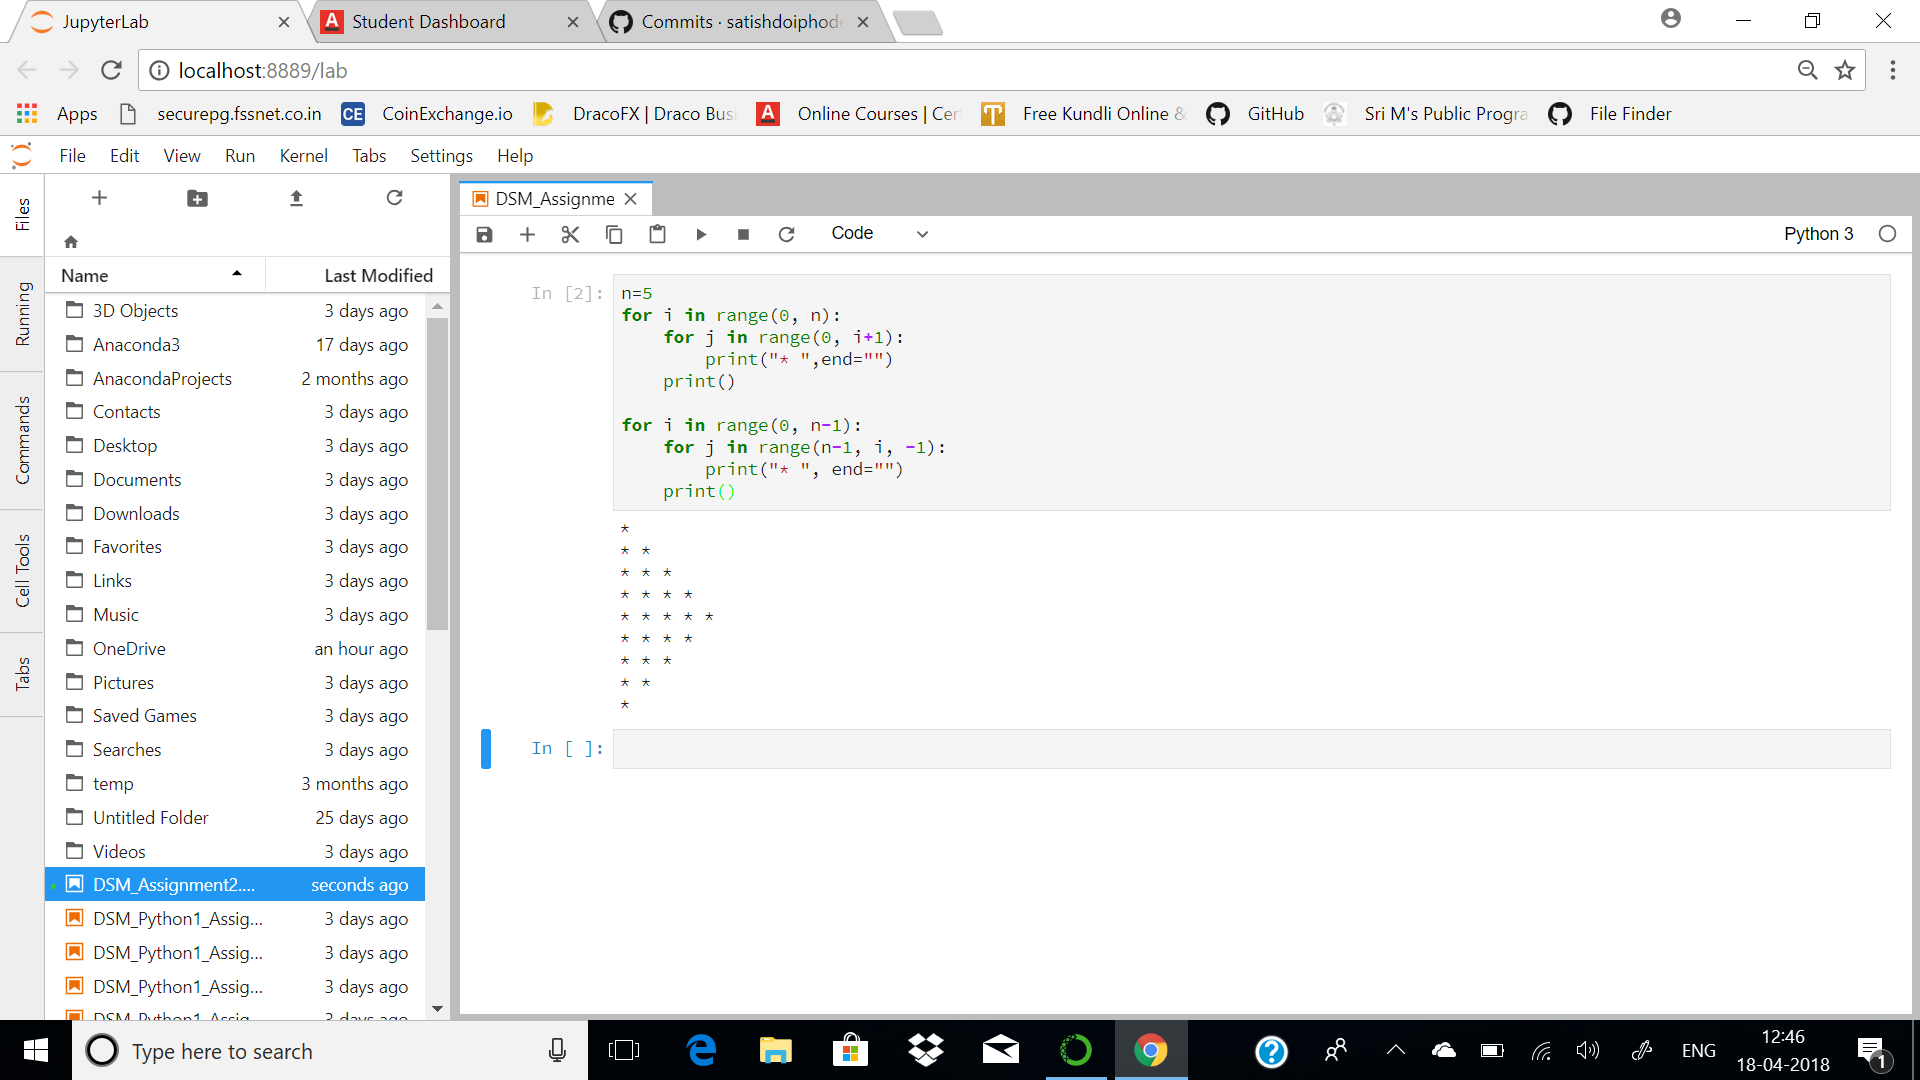 JupyterLab
Student Dashboard
Commits · satishdoiphod
localhost:8889/lab
Apps
securepg.fssnet.co.in
CE
CoinExchange.io
DracoFX | Draco Busi
A
Online Courses | Cer
T
Free Kundli Online &
GitHub
Sri M's Public Progra
File Finder
File
Edit
View
Run
Kernel
Tabs
Settings
Help
Files
Running
Commands
Cell Tools
Tabs
Name
Last Modified
3D Objects 3 days ago
Anaconda3 17 days ago
AnacondaProjects 2 months ago
Contacts 3 days ago
Desktop 3 days ago
Documents 3 days ago
Downloads 3 days ago
Favorites 3 days ago
Links 3 days ago
Music 3 days ago
OneDrive an hour ago
Pictures 3 days ago
Saved Games 3 days ago
Searches 3 days ago
temp 3 months ago
Untitled Folder 25 days ago
Videos 3 days ago
DSM_Assignment2.... seconds ago
DSM_Python1_Assig... 3 days ago
DSM_Python1_Assig... 3 days ago
DSM_Python1_Assig... 3 days ago
DSM_Python1_Assig... 3 days ago
DSM_Assignme
Code
Python 3
In [2]:
n=5
for i in range(0, n):
    for j in range(0, i+1):
        print("* ",end="")
    print()

for i in range(0, n-1):
    for j in range(n-1, i, -1):
        print("* ", end="")
    print()
*
* *
* * *
* * * *
* * * * *
* * * *
* * *
* *
*
In [ ]:
Type here to search
ENG
12:46
18-04-2018
1